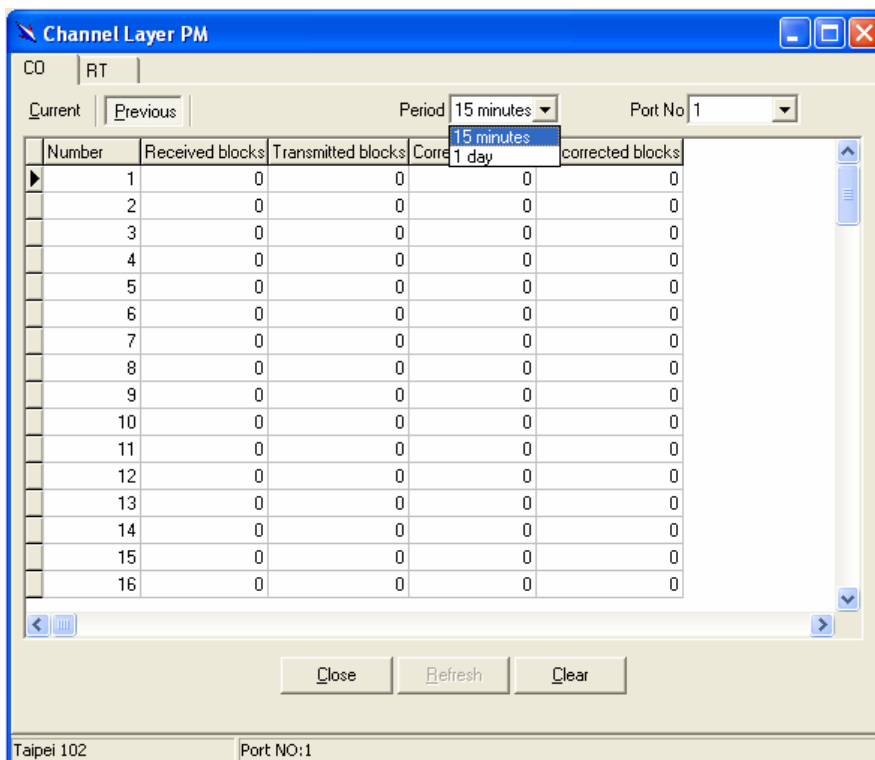 Channel Layer PM
CO RT
Current Previous Period 15 minutes Port No 1
15 minutes
1 day
Number Received blocks Transmitted blocks corrected blocks
1 0 0 0 0
2 0 0 0 0
3 0 0 0 0
4 0 0 0 0
5 0 0 0 0
6 0 0 0 0
7 0 0 0 0
8 0 0 0 0
9 0 0 0 0
10 0 0 0 0
11 0 0 0 0
12 0 0 0 0
13 0 0 0 0
14 0 0 0 0
15 0 0 0 0
16 0 0 0 0
Close Refresh Clear
Taipei 102 Port NO:1